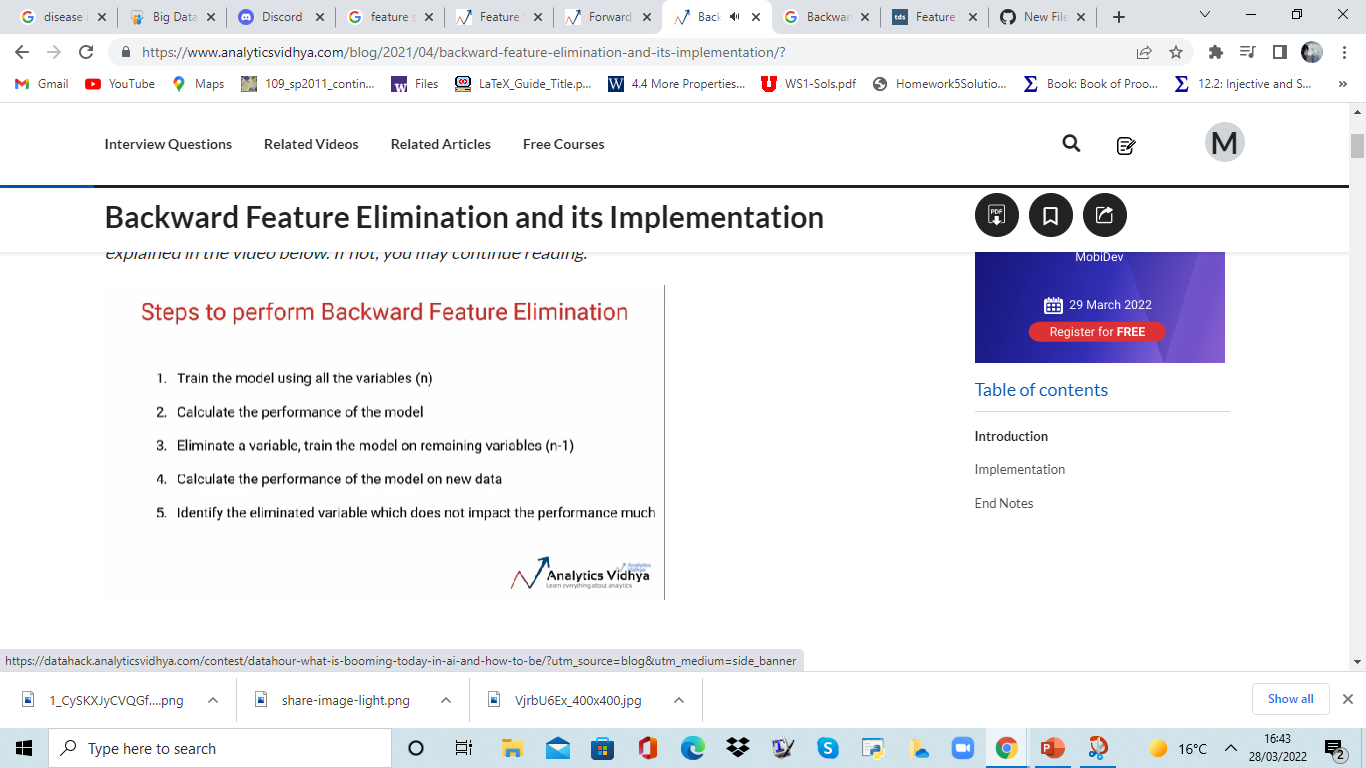 disease
Big Data
Discord
feature s
Feature
Forward
Back
Backwar
tds
Feature
New File
https://www.analyticsvidhya.com/blog/2021/04/backward-feature-elimination-and-its-implementation/?
Gmail
YouTube
Maps
109_sp2011_contin...
Files
LaTeX_Guide_Title.p...
4.4 More Properties...
WS1-Sols.pdf
Homework5Solutio...
Book: Book of Proo...
12.2: Injective and S...
»
Interview Questions
Related Videos
Related Articles
Free Courses
M
Backward Feature Elimination and its Implementation
PDF
explained in the video below. If not, you may continue reading.
MobiDev
29 March 2022
Register for FREE
Steps to perform Backward Feature Elimination
1. Train the model using all the variables (n)
2. Calculate the performance of the model
3. Eliminate a variable, train the model on remaining variables (n-1)
4. Calculate the performance of the model on new data
5. Identify the eliminated variable which does not impact the performance much
Analytics Vidhya
Learn everything about analytics
Table of contents
Introduction
Implementation
End Notes
https://datahack.analyticsvidhya.com/contest/datahour-what-is-booming-today-in-ai-and-how-to-be/?utm_source=blog&utm_medium=side_banner
1_CySKXJyCVQGf....png
share-image-light.png
VjrbU6Ex_400x400.jpg
Show all
Type here to search
16°C
16:43
28/03/2022
2